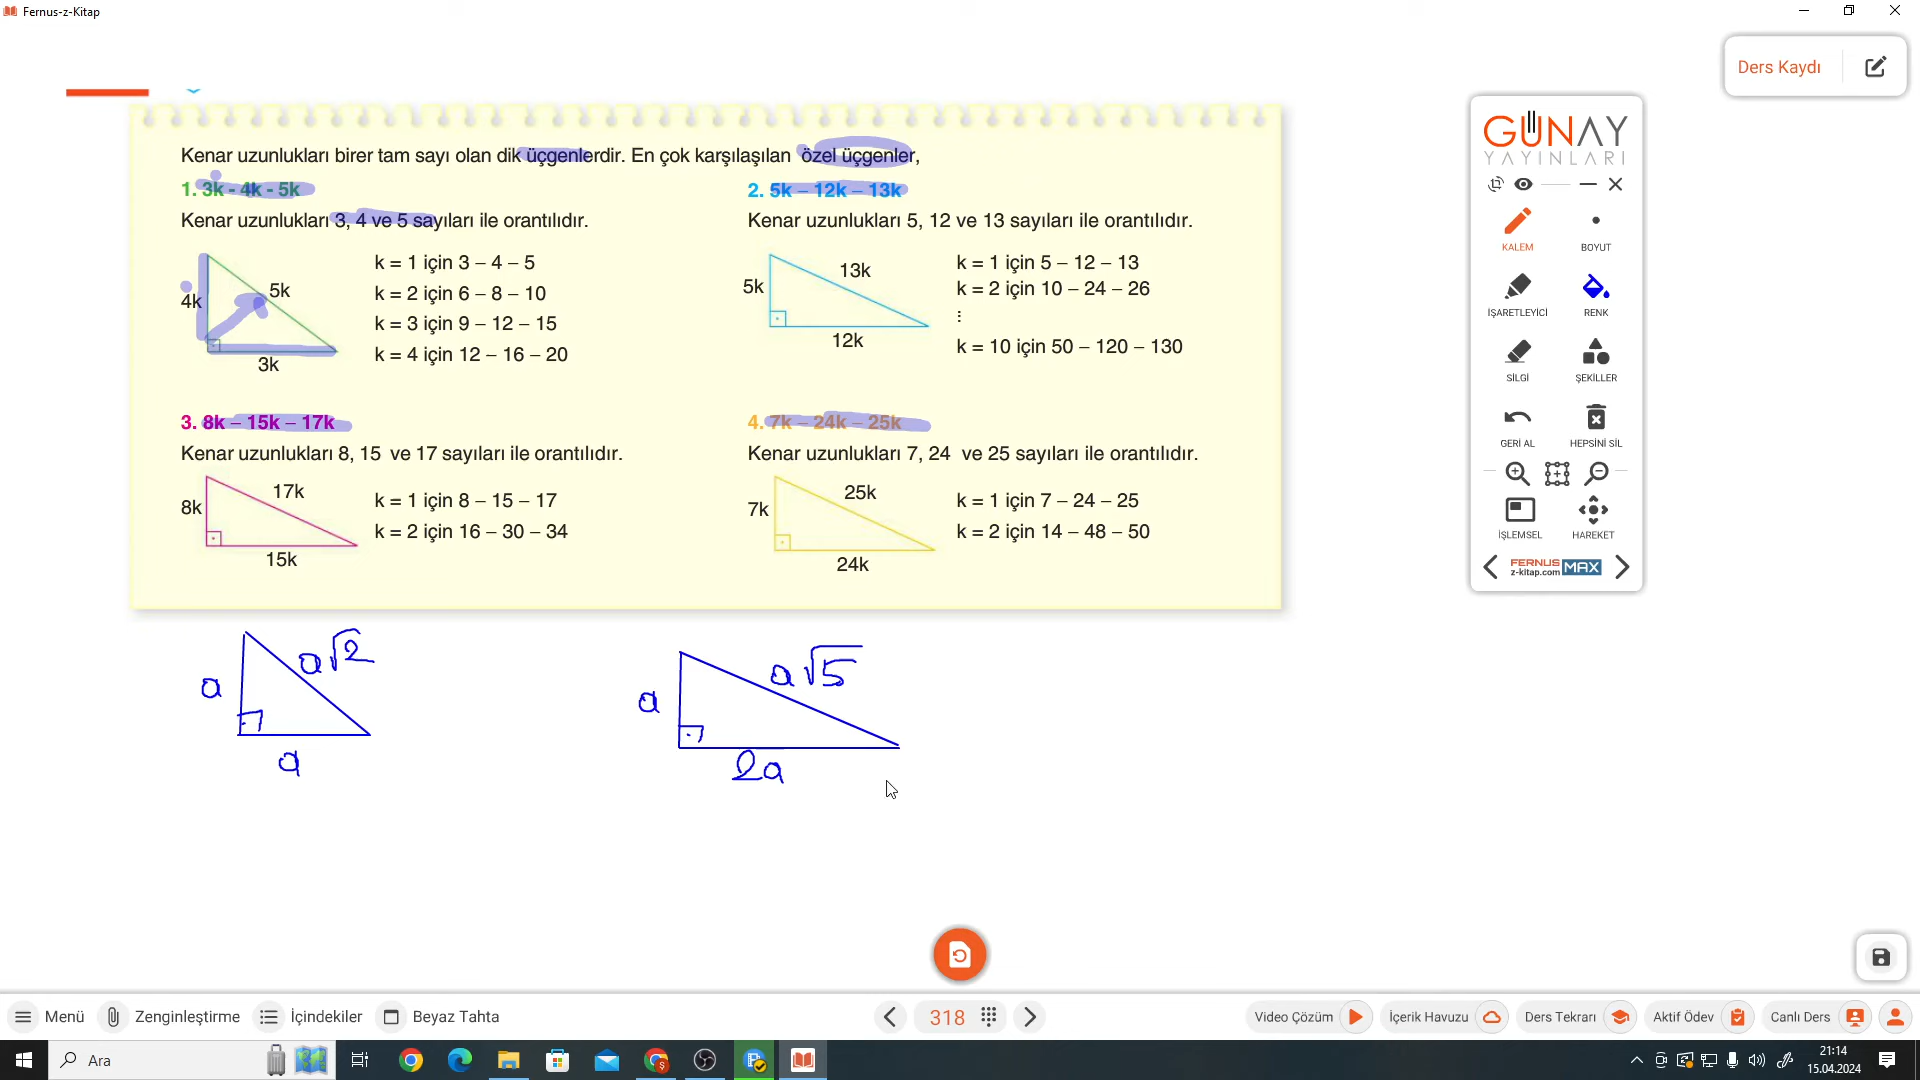 Fernus-z-Kitap
Ders Kaydı
Kenar uzunlukları birer tam sayı olan dik üçgenlerdir. En çok karşılaşılan özel üçgenler,
1. 3k - 4k - 5k
Kenar uzunlukları 3, 4 ve 5 sayıları ile orantılıdır.
4k
5k
3k
k = 1 için 3 – 4 – 5
k = 2 için 6 – 8 – 10
k = 3 için 9 – 12 – 15
k = 4 için 12 – 16 – 20
2. 5k – 12k – 13k
Kenar uzunlukları 5, 12 ve 13 sayıları ile orantılıdır.
5k
13k
12k
k = 1 için 5 – 12 – 13
k = 2 için 10 – 24 – 26
⋮
k = 10 için 50 – 120 – 130
3. 8k – 15k – 17k
Kenar uzunlukları 8, 15 ve 17 sayıları ile orantılıdır.
8k
17k
15k
k = 1 için 8 – 15 – 17
k = 2 için 16 – 30 – 34
4. 7k – 24k – 25k
Kenar uzunlukları 7, 24 ve 25 sayıları ile orantılıdır.
7k
25k
24k
k = 1 için 7 – 24 – 25
k = 2 için 14 – 48 – 50
a
a√2
a
a
a√5
2a
GÜNAY
YAYINLARI
KALEM
BOYUT
İŞARETLEYİCİ
RENK
SİLGİ
ŞEKİLLER
GERİ AL
HEPSİNİ SİL
İŞLEMSEL
HAREKET
FERNUS
z-kitap.com MAX
Menü
Zenginleştirme
İçindekiler
Beyaz Tahta
318
Video Çözüm
İçerik Havuzu
Ders Tekrarı
Aktif Ödev
Canlı Ders
Ara
21:14
15.04.2024